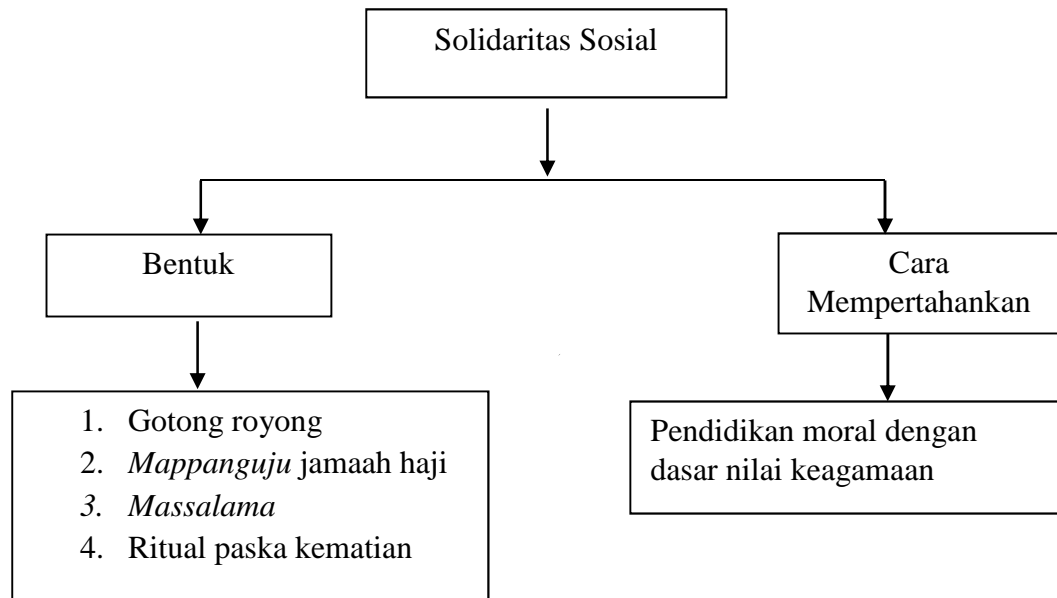 Solidaritas Sosial
Bentuk
Cara
Mempertahankan
1. Gotong royong
2. Mappanguju jamaah haji
3. Massalama
4. Ritual paska kematian
Pendidikan moral dengan
dasar nilai keagamaan